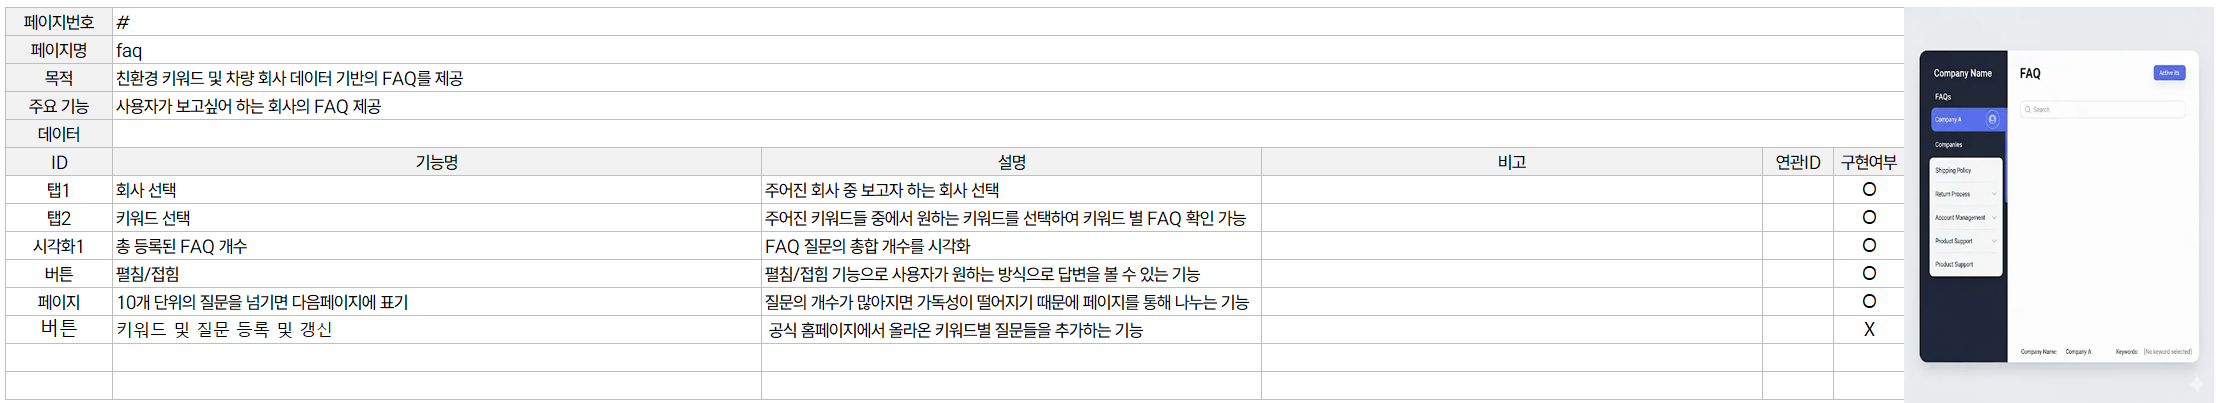 페이지번호 #
페이지명 faq
목적 친환경 키워드 및 차량 회사 데이터 기반의 FAQ를 제공
주요 기능 사용자가 보고싶어 하는 회사의 FAQ 제공
데이터
ID 기능명 설명 비고 연관ID 구현여부
탭1 회사 선택 주어진 회사 중 보고자 하는 회사 선택 O
탭2 키워드 선택 주어진 키워드들 중에서 원하는 키워드를 선택하여 키워드 별 FAQ 확인 가능 O
시각화1 총 등록된 FAQ 개수 FAQ 질문의 총합 개수를 시각화 O
버튼 펼침/접힘 펼침/접힘 기능으로 사용자가 원하는 방식으로 답변을 볼 수 있는 기능 O
페이지 10개 단위의 질문을 넘기면 다음페이지에 표기 질문의 개수가 많아지면 가독성이 떨어지기 때문에 페이지를 통해 나누는 기능 O
버튼 키워드 및 질문 등록 및 갱신 공식 홈페이지에서 올라온 키워드별 질문들을 추가하는 기능 X
Company Name
FAQs
Company A
Companies
Shipping Policy
Return Process
Account Management
Product Support
Product Support
FAQ
Active its
Search
Company Name: Company A Keywords: [No keyword selected]